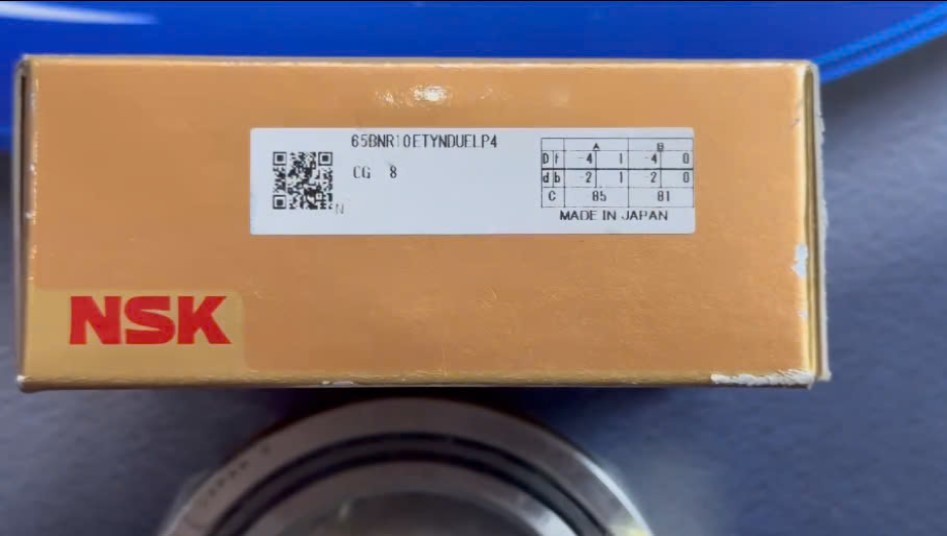 65BNR10ETYNDUELP4
CG 8
N
A B
D f -4 1 -4 0
d b -2 1 -2 0
C 85 81
MADE IN JAPAN
NSK